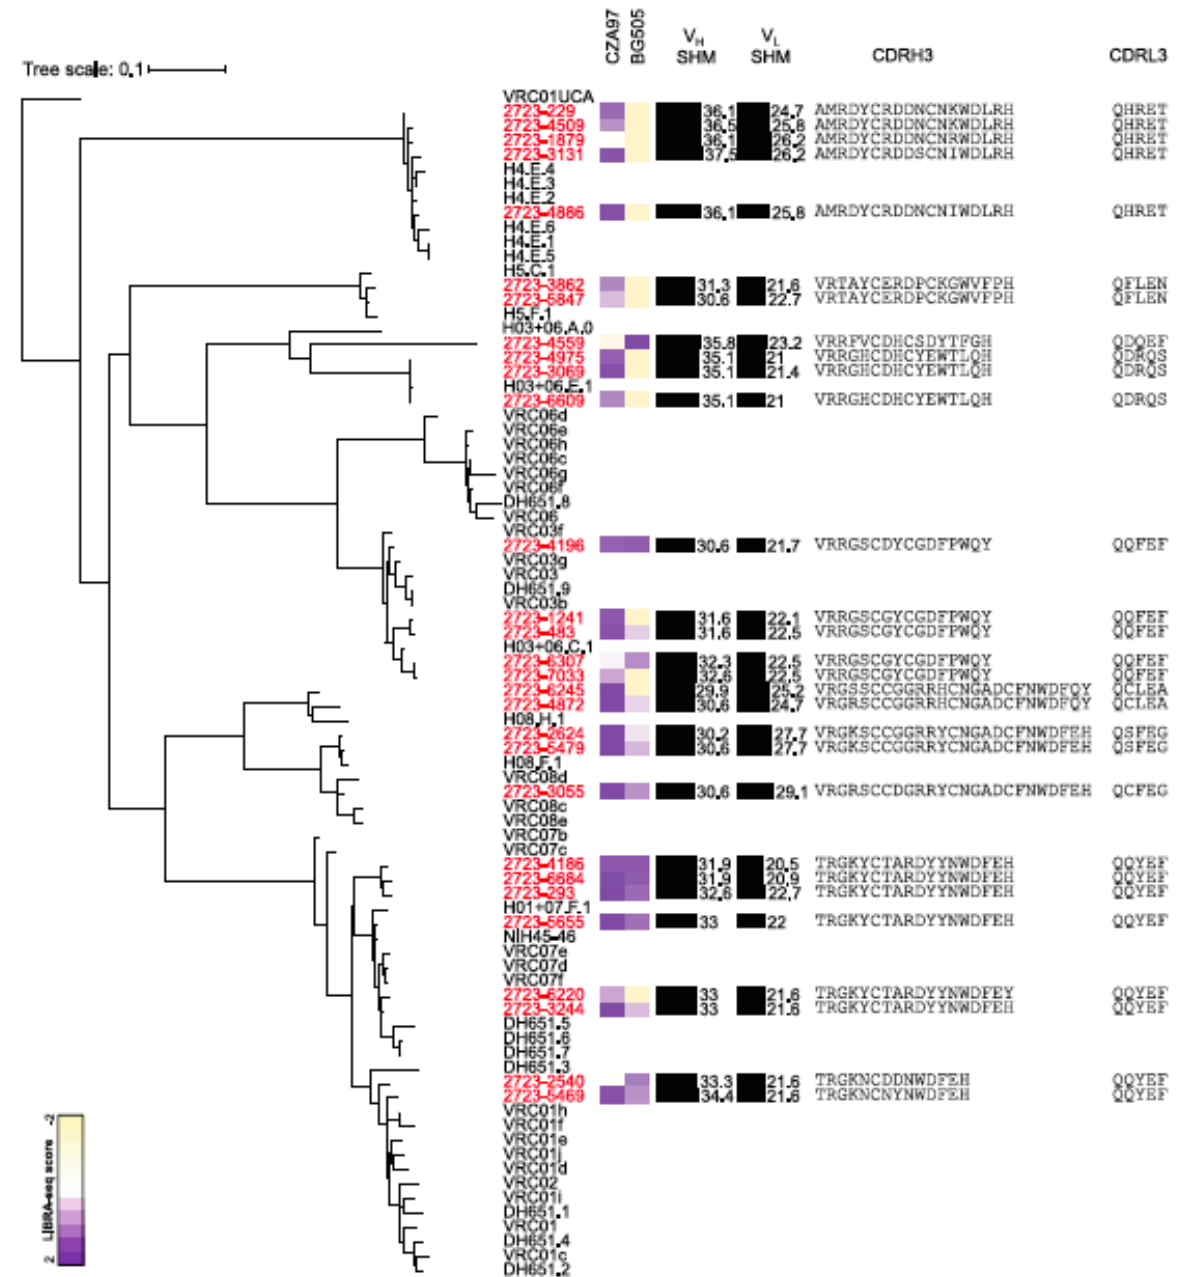 CZA97 BG505 VH SHM VL SHM CDRH3 CDRL3
Tree scale: 0.1
VRC01UCA
2723-229 36.1 24.7 AMRDYCRDDNCNKWDLRH QHRET
2723-4509 36.5 25.8 AMRDYCRDDNCNKWDLRH QHRET
2723-1879 36.1 26.2 AMRDYCRDDNCNRWDLRH QHRET
2723-3131 37.5 26.2 AMRDYCRDDSCNIWDLRH QHRET
H4.E.4
H4.E.3
H4.E.2
2723-4886 36.1 25.8 AMRDYCRDDNCNIWDLRH QHRET
H4.E.6
H4.E.1
H4.E.5
H5.C.1
2723-3862 31.3 21.6 VRTAYCERDPCKGWVFPH QFLEN
2723-5847 30.6 22.7 VRTAYCERDPCKGWVFPH QFLEN
H5.F.1
H03+06.A.0
2723-4559 35.8 23.2 VRRFVCDHCSDYTFGH QDQEF
2723-4975 35.1 21 VRRGHCDHCYEWTLQH QDRQS
2723-3069 35.1 21.4 VRRGHCDHCYEWTLQH QDRQS
H03+06.E.1
2723-6609 35.1 21 VRRGHCDHCYEWTLQH QDRQS
VRC06d
VRC06e
VRC06h
VRC06c
VRC06g
VRC06f
DH651.8
VRC06
VRC03f
2723-4196 30.6 21.7 VRRGSCDYCGDFPWQY QQFEF
VRC03g
VRC03
DH651.9
VRC03b
2723-1241 31.6 22.1 VRRGSCGYCGDFPWQY QQFEF
2723-483 31.6 22.5 VRRGSCGYCGDFPWQY QQFEF
H03+06.C.1
2723-6307 32.3 22.5 VRRGSCGYCGDFPWQY QQFEF
2723-7033 32.6 22.5 VRRGSCGYCGDFPWQY QQFEF
2723-6245 29.9 25.2 VRGSSCCGGRRHCNGADCFNWDFQY QCLEA
2723-4872 30.6 24.7 VRGRSCCGGRRHCNGADCFNWDFQY QCLEA
H08.H.1
2723-2624 30.2 27.7 VRGKSCCGGRRYCNGADCFNWDFEH QSFEG
2723-5479 30.6 27.7 VRGKSCCGGRRYCNGADCFNWDFEH QSFEG
H08.F.1
VRC08d
2723-3055 30.6 29.1 VRGRSCCDGRRYCNGADCFNWDFEH QCFEG
VRC08c
VRC08e
VRC07b
VRC07c
2723-4186 31.9 20.5 TRGKYCTARDYYNWDFEH QQYEF
2723-6684 31.9 20.9 TRGKYCTARDYYNWDFEH QQYEF
2723-293 32.6 22.7 TRGKYCTARDYYNWDFEH QQYEF
H01+07.F.1
2723-5655 33 22 TRGKYCTARDYYNWDFEH QQYEF
NIH45-46
VRC07e
VRC07d
VRC07f
2723-6220 33 21.6 TRGKYCTARDYYNWDFEY QQYEF
2723-3244 33 21.6 TRGKYCTARDYYNWDFEH QQYEF
DH651.5
DH651.6
DH651.7
DH651.3
2723-2540 33.3 21.6 TRGKNCDDNWDFEH QQYEF
2723-5469 34.4 21.6 TRGKNCNYNWDFEH QQYEF
VRC01h
VRC01f
VRC01e
VRC01j
VRC01d
VRC02
VRC01i
DH651.1
VRC01
DH651.4
VRC01c
DH651.2
LIBRA-seq score
-2
2